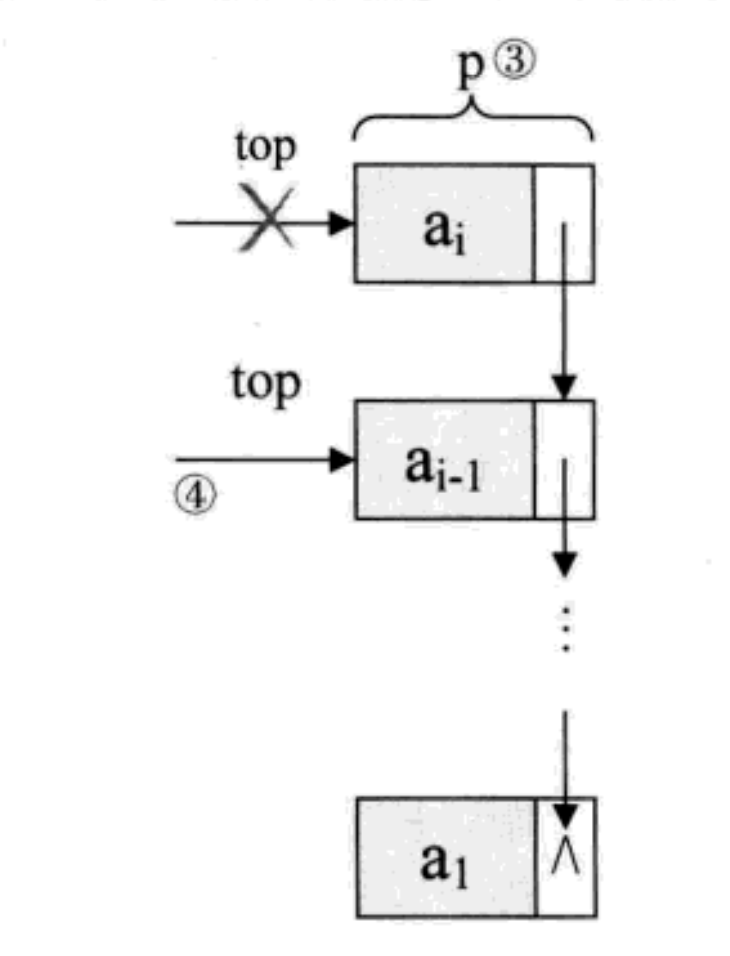 p③
top
aᵢ
top
aᵢ₋₁
④
⋮
a₁
∧